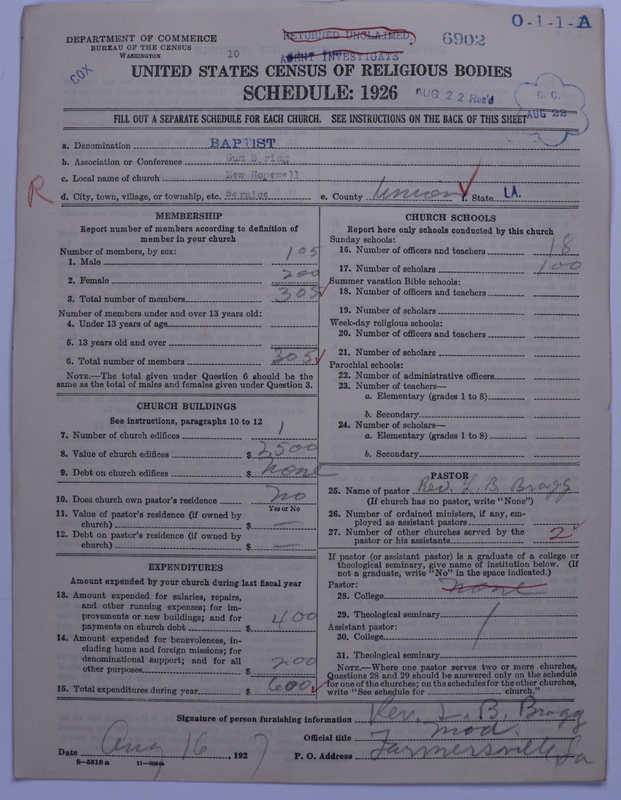 O-1-1-A
DEPARTMENT OF COMMERCE
BUREAU OF THE CENSUS
WASHINGTON
RETURNED UNCLAIMED
AGENT INVESTIGATE
6902
COX
10
UNITED STATES CENSUS OF RELIGIOUS BODIES
SCHEDULE: 1926
AUG 22 Rec'd
C. C.
AUG 22
FILL OUT A SEPARATE SCHEDULE FOR EACH CHURCH. SEE INSTRUCTIONS ON THE BACK OF THIS SHEET
a. Denomination BAPTIST
b. Association or Conference Gum Spring
c. Local name of church New Hopewell
R
d. City, town, village, or township, etc. Bernice e. County Union f. State LA.
MEMBERSHIP
Report number of members according to definition of member in your church
Number of members, by sex:
1. Male 105
2. Female 200
3. Total number of members 305
Number of members under and over 13 years old:
4. Under 13 years of age
5. 13 years old and over
6. Total number of members 305
NOTE.—The total given under Question 6 should be the
same as the total of males and females given under Question 3.
CHURCH BUILDINGS
See instructions, paragraphs 10 to 12
7. Number of church edifices 1
8. Value of church edifices $ 2,500
9. Debt on church edifices $ none
10. Does church own pastor's residence no
Yes or No
11. Value of pastor's residence (if owned by
church) $ —
12. Debt on pastor's residence (if owned by
church) $ —
EXPENDITURES
Amount expended by your church during last fiscal year
13. Amount expended for salaries, repairs,
and other running expenses; for im-
provements or new buildings; and for
payments on church debt $ 400
14. Amount expended for benevolences, in-
cluding home and foreign missions; for
denominational support; and for all
other purposes $ 200
15. Total expenditures during year $ 600
CHURCH SCHOOLS
Report here only schools conducted by this church
Sunday schools:
16. Number of officers and teachers 18
17. Number of scholars 100
Summer vacation Bible schools:
18. Number of officers and teachers
19. Number of scholars
Week-day religious schools:
20. Number of officers and teachers
21. Number of scholars
Parochial schools:
22. Number of administrative officers
23. Number of teachers—
a. Elementary (grades 1 to 8)
b. Secondary
24. Number of scholars—
a. Elementary (grades 1 to 8)
b. Secondary
PASTOR
25. Name of pastor Rev. L. B. Bragg
(If church has no pastor, write "None")
26. Number of ordained ministers, if any, em-
ployed as assistant pastors
27. Number of other churches served by the
pastor or his assistants 2
If pastor (or assistant pastor) is a graduate of a college or
theological seminary, give name of institution below. (If
not a graduate, write "No" in the space indicated.)
Pastor:
28. College none
29. Theological seminary
Assistant pastor:
30. College
31. Theological seminary
NOTE.—Where one pastor serves two or more churches,
Questions 28 and 29 should be answered only on the schedule
for one of the churches; on the schedules for the other churches,
write "See schedule for church."
Signature of person furnishing information Rev. L. B. Bragg
Official title Mod.
Date Aug 16, 1927 P. O. Address Farmersville La
8—5518a